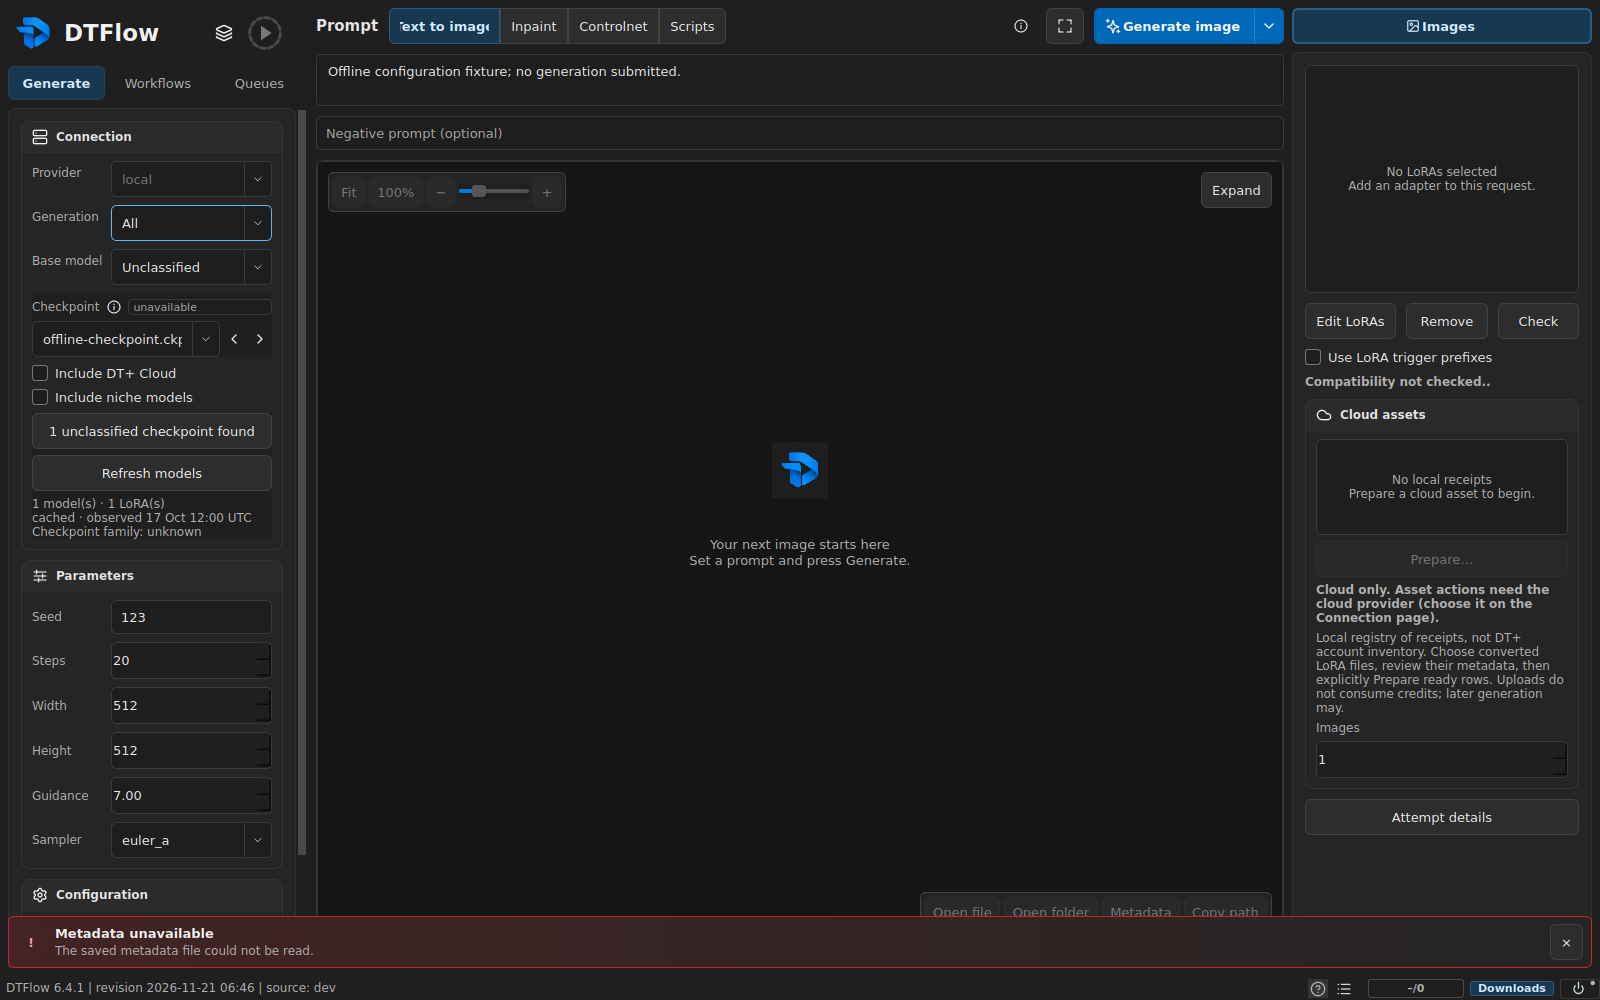 DTFlow
Generate
Workflows
Queues
Connection
Provider
local
Generation
All
Base model
Unclassified
Checkpoint
unavailable
offline-checkpoint.ckp
Include DT+ Cloud
Include niche models
1 unclassified checkpoint found
Refresh models
1 model(s) · 1 LoRA(s)
cached · observed 17 Oct 12:00 UTC
Checkpoint family: unknown
Parameters
Seed
123
Steps
20
Width
512
Height
512
Guidance
7.00
Sampler
euler_a
Configuration
Prompt
Text to image
Inpaint
Controlnet
Scripts
Generate image
Offline configuration fixture; no generation submitted.
Negative prompt (optional)
Fit
100%
−
+
Expand
Your next image starts here
Set a prompt and press Generate.
Open file
Open folder
Metadata
Copy path
Images
No LoRAs selected
Add an adapter to this request.
Edit LoRAs
Remove
Check
Use LoRA trigger prefixes
Compatibility not checked..
Cloud assets
No local receipts
Prepare a cloud asset to begin.
Prepare...
Cloud only. Asset actions need the
cloud provider (choose it on the
Connection page).
Local registry of receipts, not DT+
account inventory. Choose converted
LoRA files, review their metadata, then
explicitly Prepare ready rows. Uploads do
not consume credits; later generation
may.
Images
1
Attempt details
!
Metadata unavailable
The saved metadata file could not be read.
×
DTFlow 6.4.1 | revision 2026-11-21 06:46 | source: dev
-/0
Downloads